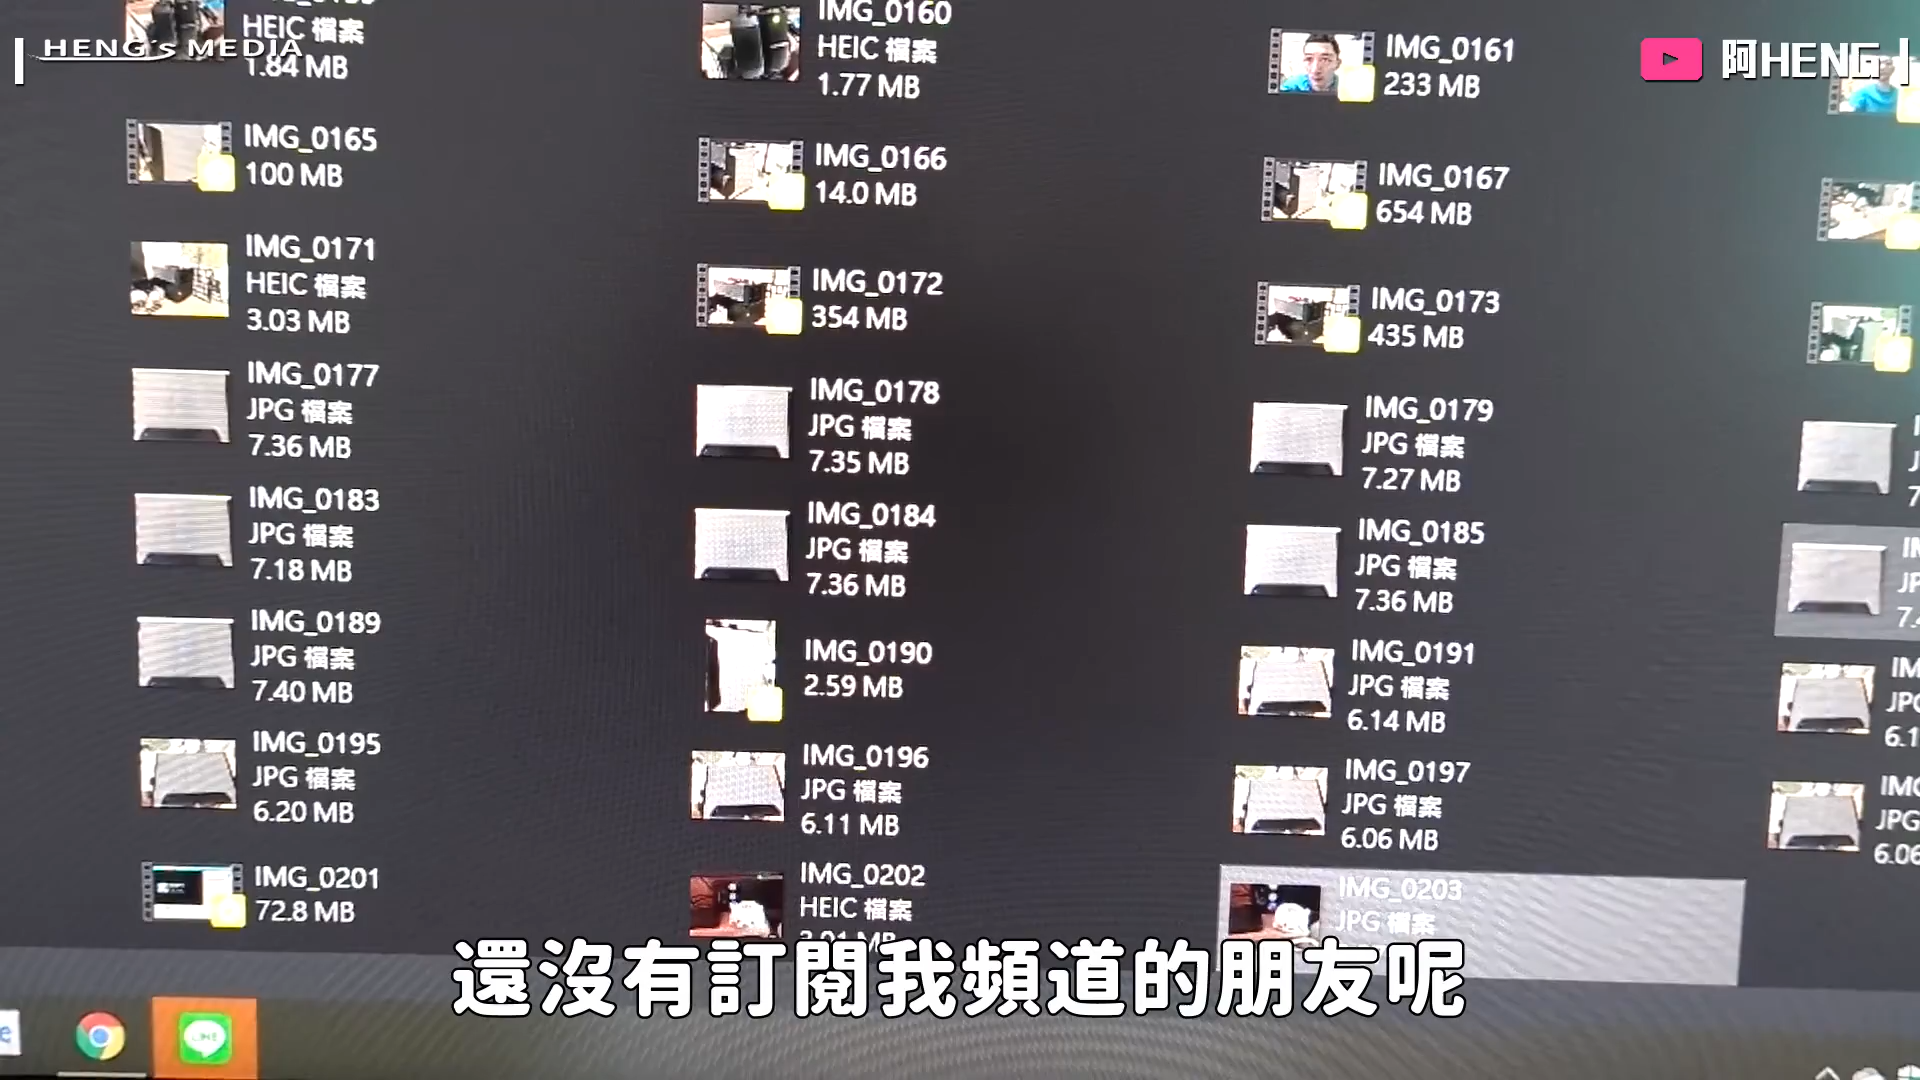 HENG's MEDIA
阿HENG
HEIC 檔案
1.84 MB
IMG_0160
HEIC 檔案
1.77 MB
IMG_0161
233 MB
IMG_0165
100 MB
IMG_0166
14.0 MB
IMG_0167
654 MB
IMG_0171
HEIC 檔案
3.03 MB
IMG_0172
354 MB
IMG_0173
435 MB
IMG_0177
JPG 檔案
7.36 MB
IMG_0178
JPG 檔案
7.35 MB
IMG_0179
JPG 檔案
7.27 MB
IMG_0183
JPG 檔案
7.18 MB
IMG_0184
JPG 檔案
7.36 MB
IMG_0185
JPG 檔案
7.36 MB
IMG_0189
JPG 檔案
7.40 MB
IMG_0190
2.59 MB
IMG_0191
JPG 檔案
6.14 MB
IMG_0195
JPG 檔案
6.20 MB
IMG_0196
JPG 檔案
6.11 MB
IMG_0197
JPG 檔案
6.06 MB
JPG
6.06
IMG_0201
72.8 MB
IMG_0202
HEIC 檔案
IMG_0203
JPG 檔案
還沒有訂閱我頻道的朋友呢
LINE